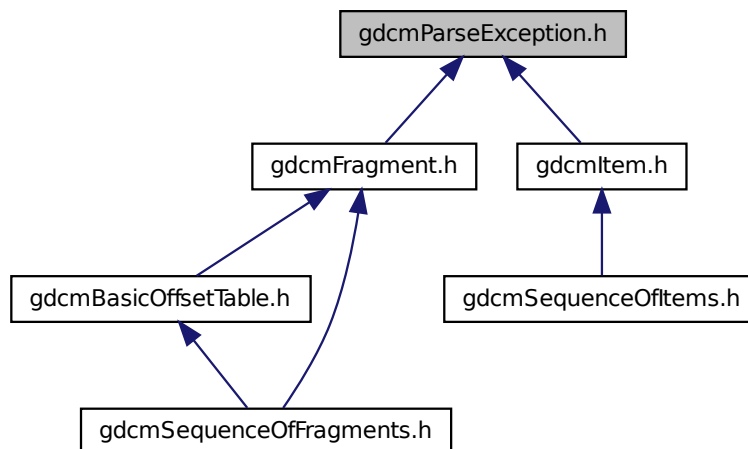 gdcmParseException.h
gdcmFragment.h
gdcmItem.h
gdcmBasicOffsetTable.h
gdcmSequenceOfItems.h
gdcmSequenceOfFragments.h